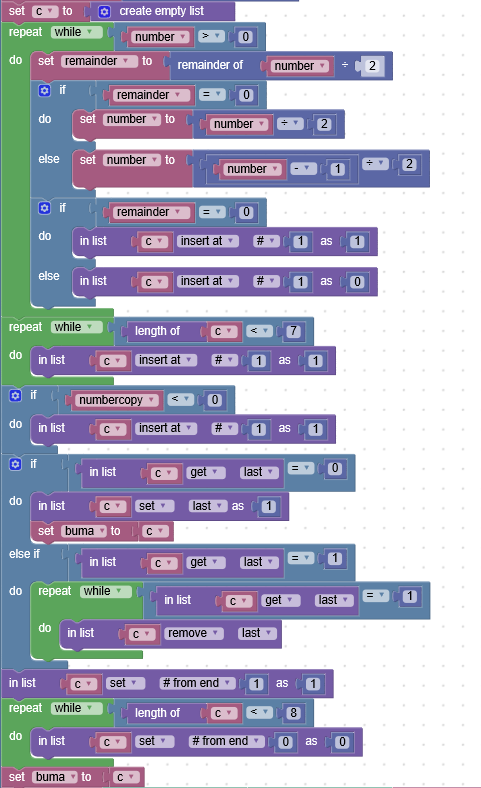 set c to create empty list
repeat while number > 0
do set remainder to remainder of number ÷ 2
if remainder = 0
do set number to number ÷ 2
else set number to number - 1 ÷ 2
if remainder = 0
do in list c insert at # 1 as 1
else in list c insert at # 1 as 0
repeat while length of c < 7
do in list c insert at # 1 as 1
if numbercopy < 0
do in list c insert at # 1 as 1
if in list c get last = 0
do in list c set last as 1
set buma to c
else if in list c get last = 1
do repeat while in list c get last = 1
do in list c remove last
in list c set # from end 1 as 1
repeat while length of c < 8
do in list c set # from end 0 as 0
set buma to c